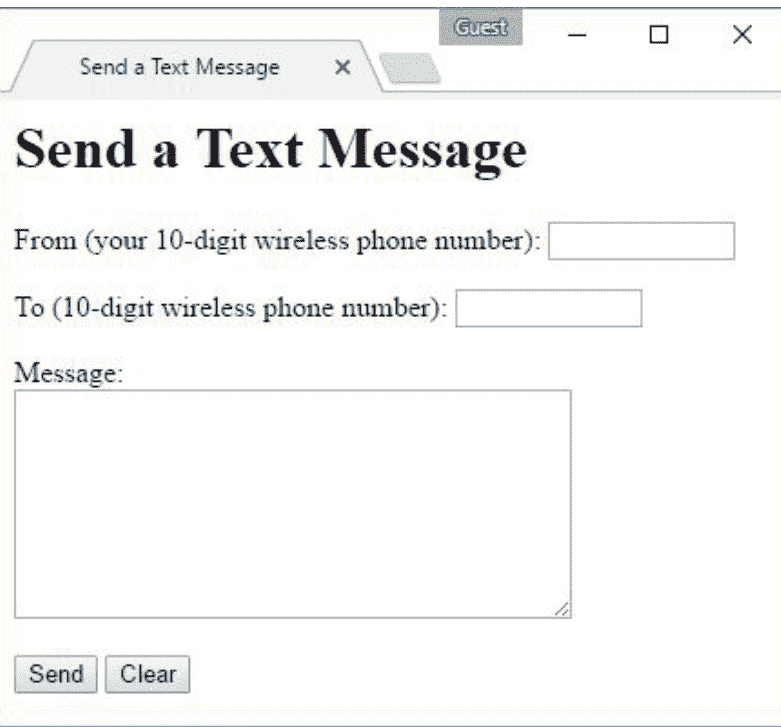 Guest
Send a Text Message
Send a Text Message
From (your 10-digit wireless phone number):
To (10-digit wireless phone number):
Message:
Send Clear